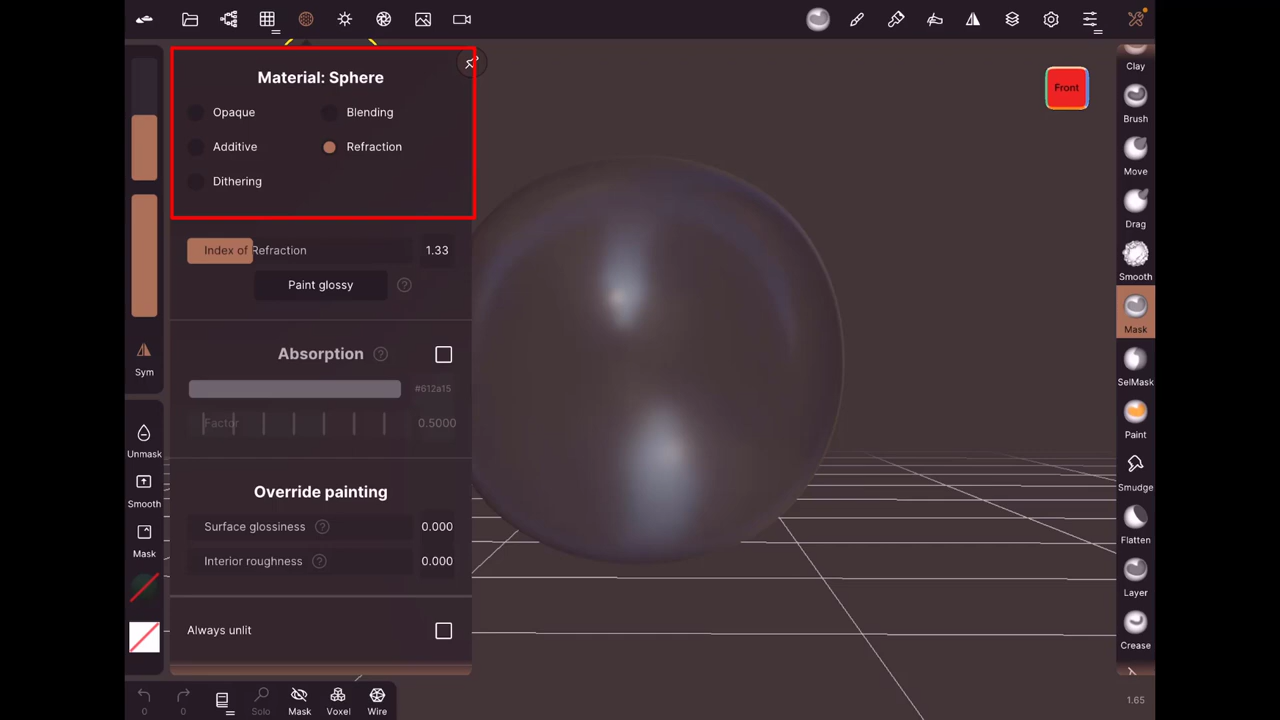 Material: Sphere
Opaque
Blending
Additive
Refraction
Dithering
Index of Refraction 1.33
Paint glossy ?
Absorption ?
#612a15
Factor 0.5000
Override painting
Surface glossiness ? 0.000
Interior roughness ? 0.000
Always unlit
Sym
Unmask
Smooth
Mask
0
0
Solo
Mask
Voxel
Wire
Front
Clay
Brush
Move
Drag
Smooth
Mask
SelMask
Paint
Smudge
Flatten
Layer
Crease
1.65